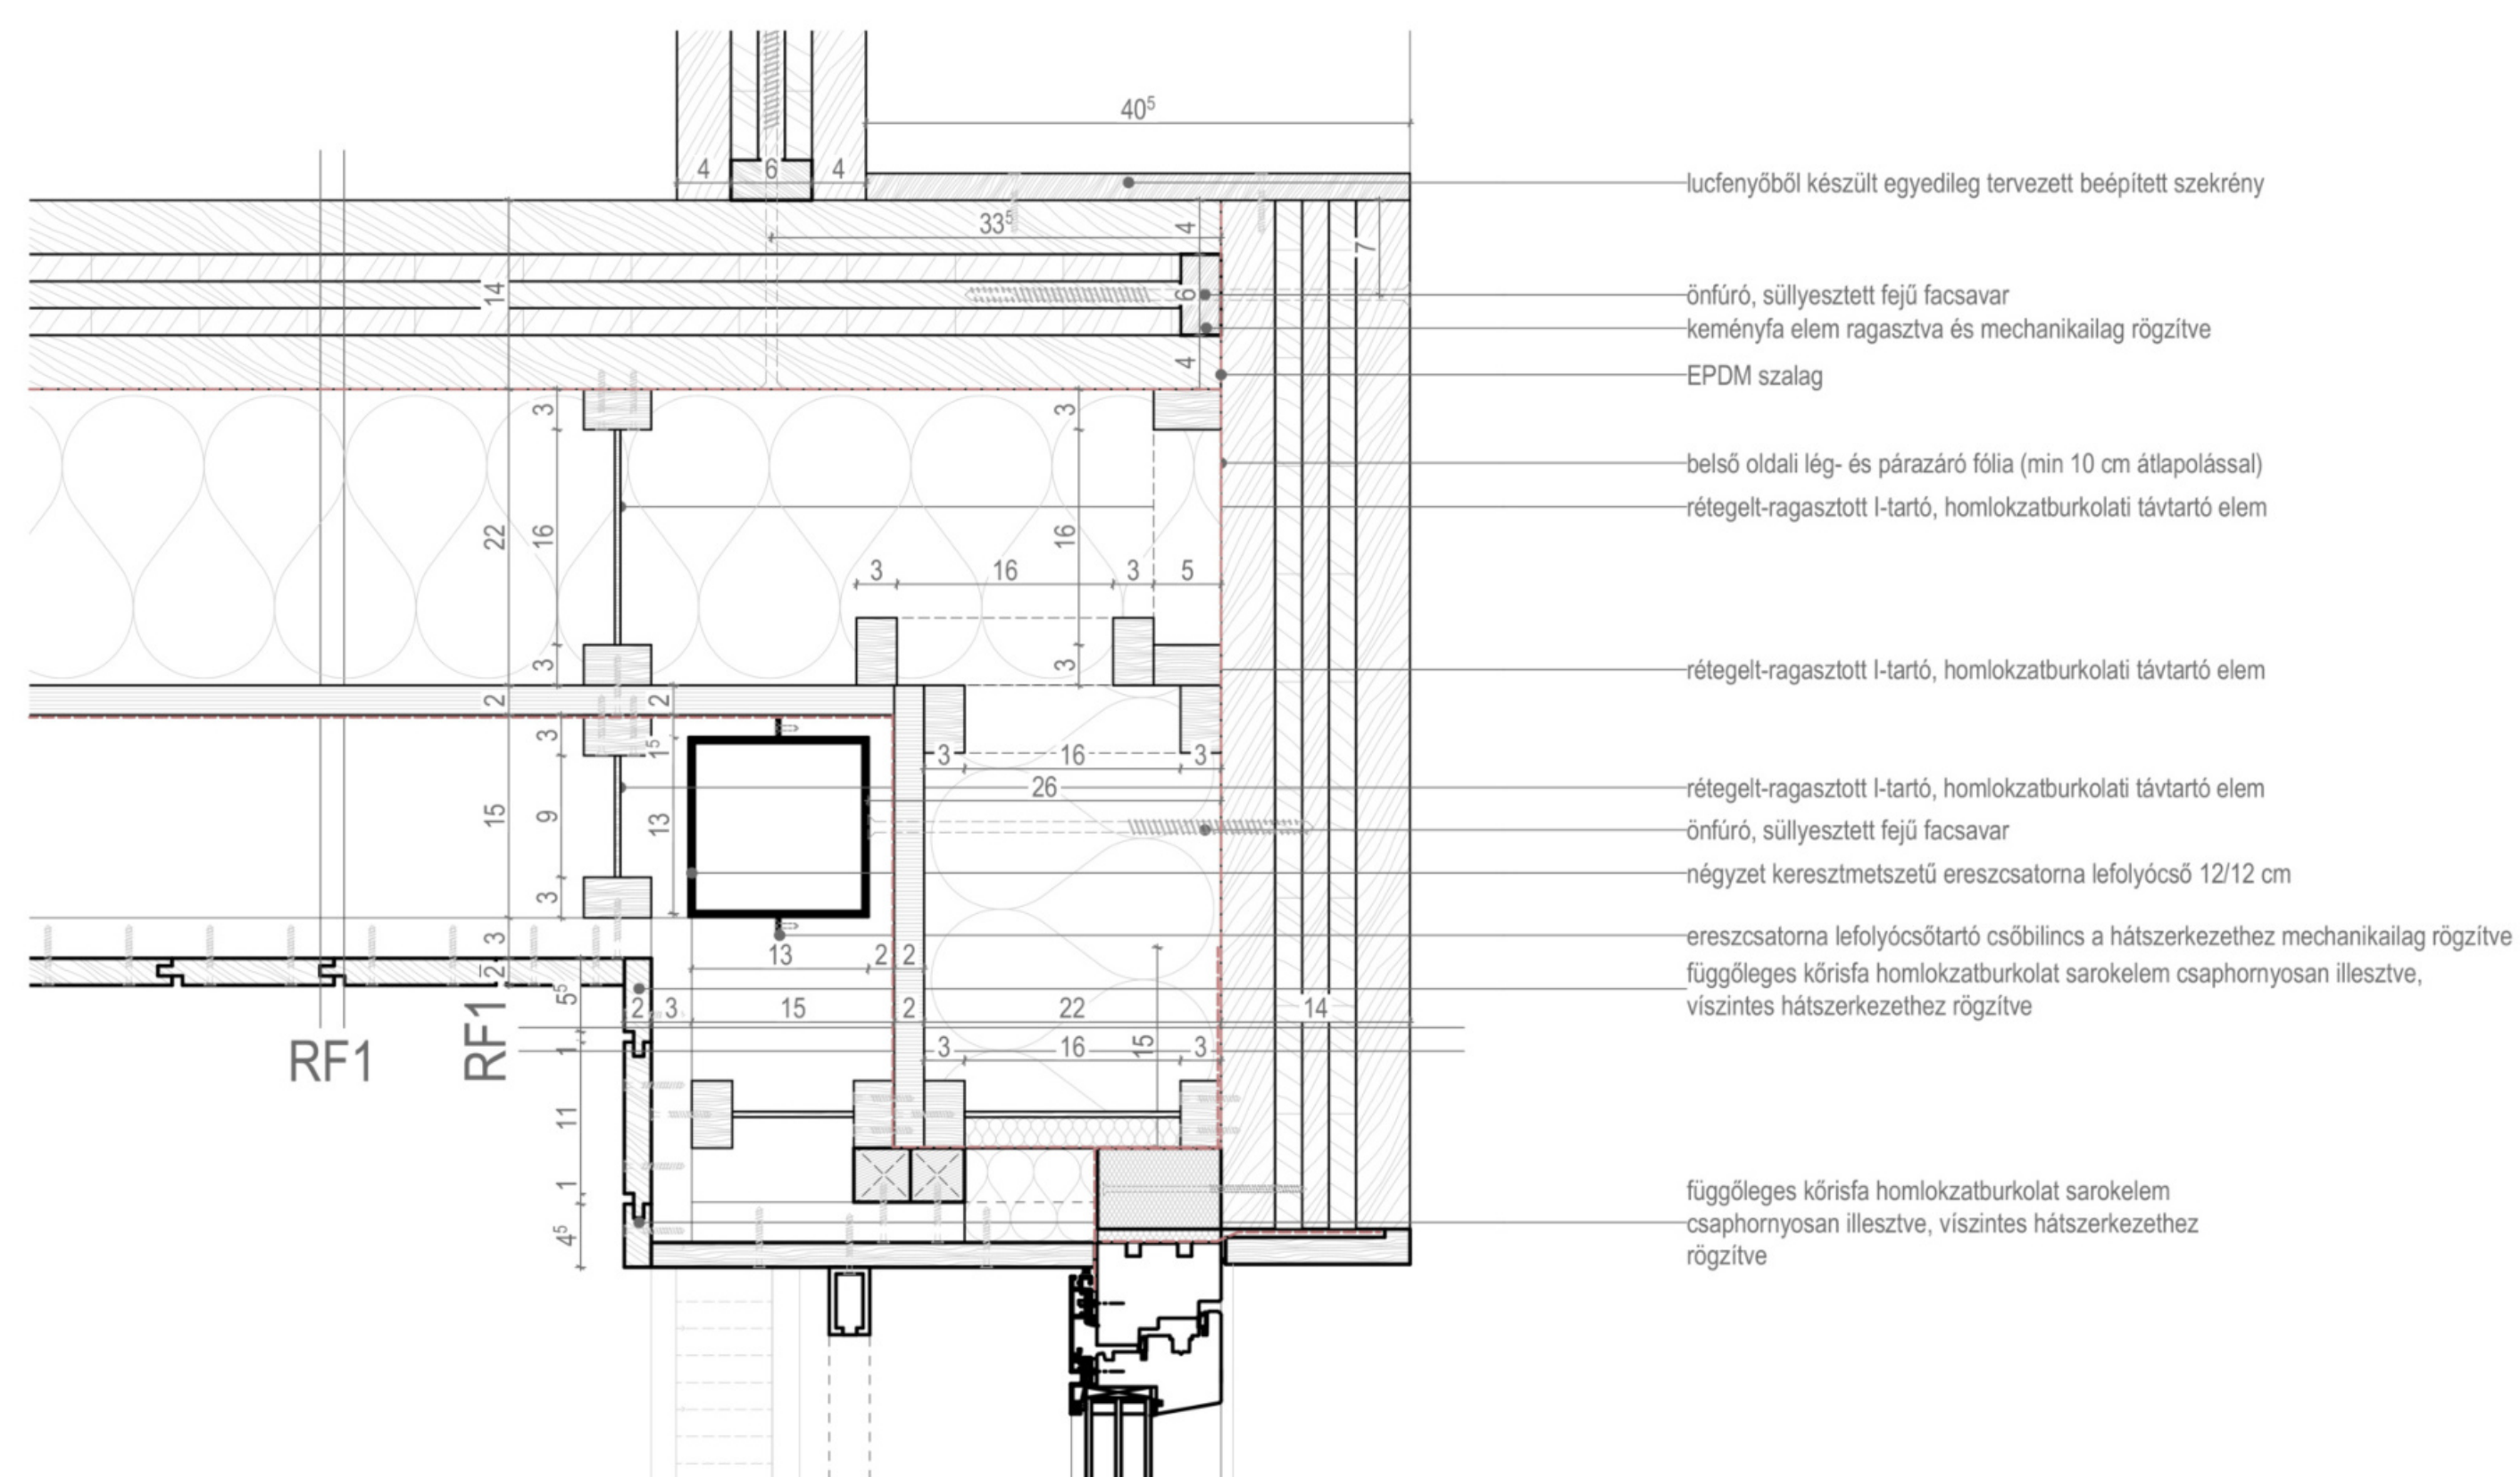 40⁵
4 6 4
lucfenyőből készült egyedileg tervezett beépített szekrény
33⁵
4
7
14
6
önfúró, süllyesztett fejű facsavar
keményfa elem ragasztva és mechanikailag rögzítve
4
EPDM szalag
3
3
belső oldali lég- és párazáró fólia (min 10 cm átlapolással)
rétegelt-ragasztott I-tartó, homlokzatburkolati távtartó elem
22
16
16
3 16 3 5
3
3
rétegelt-ragasztott I-tartó, homlokzatburkolati távtartó elem
2
2
3
1⁵
3 16 3
26
rétegelt-ragasztott I-tartó, homlokzatburkolati távtartó elem
15
9
13
önfúró, süllyesztett fejű facsavar
négyzet keresztmetszetű ereszcsatorna lefolyócső 12/12 cm
3
3
ereszcsatorna lefolyócsőtartó csőbilincs a hátszerkezethez mechanikailag rögzítve
13 2 2
2
függőleges kőrisfa homlokzatburkolat sarokelem csaphornyosan illesztve,
víszintes hátszerkezethez rögzítve
5⁵
2 3 15 2 22 14
RF1
RF1
1
3 16 15 3
11
1
függőleges kőrisfa homlokzatburkolat sarokelem
csaphornyosan illesztve, víszintes hátszerkezethez
rögzítve
4⁵